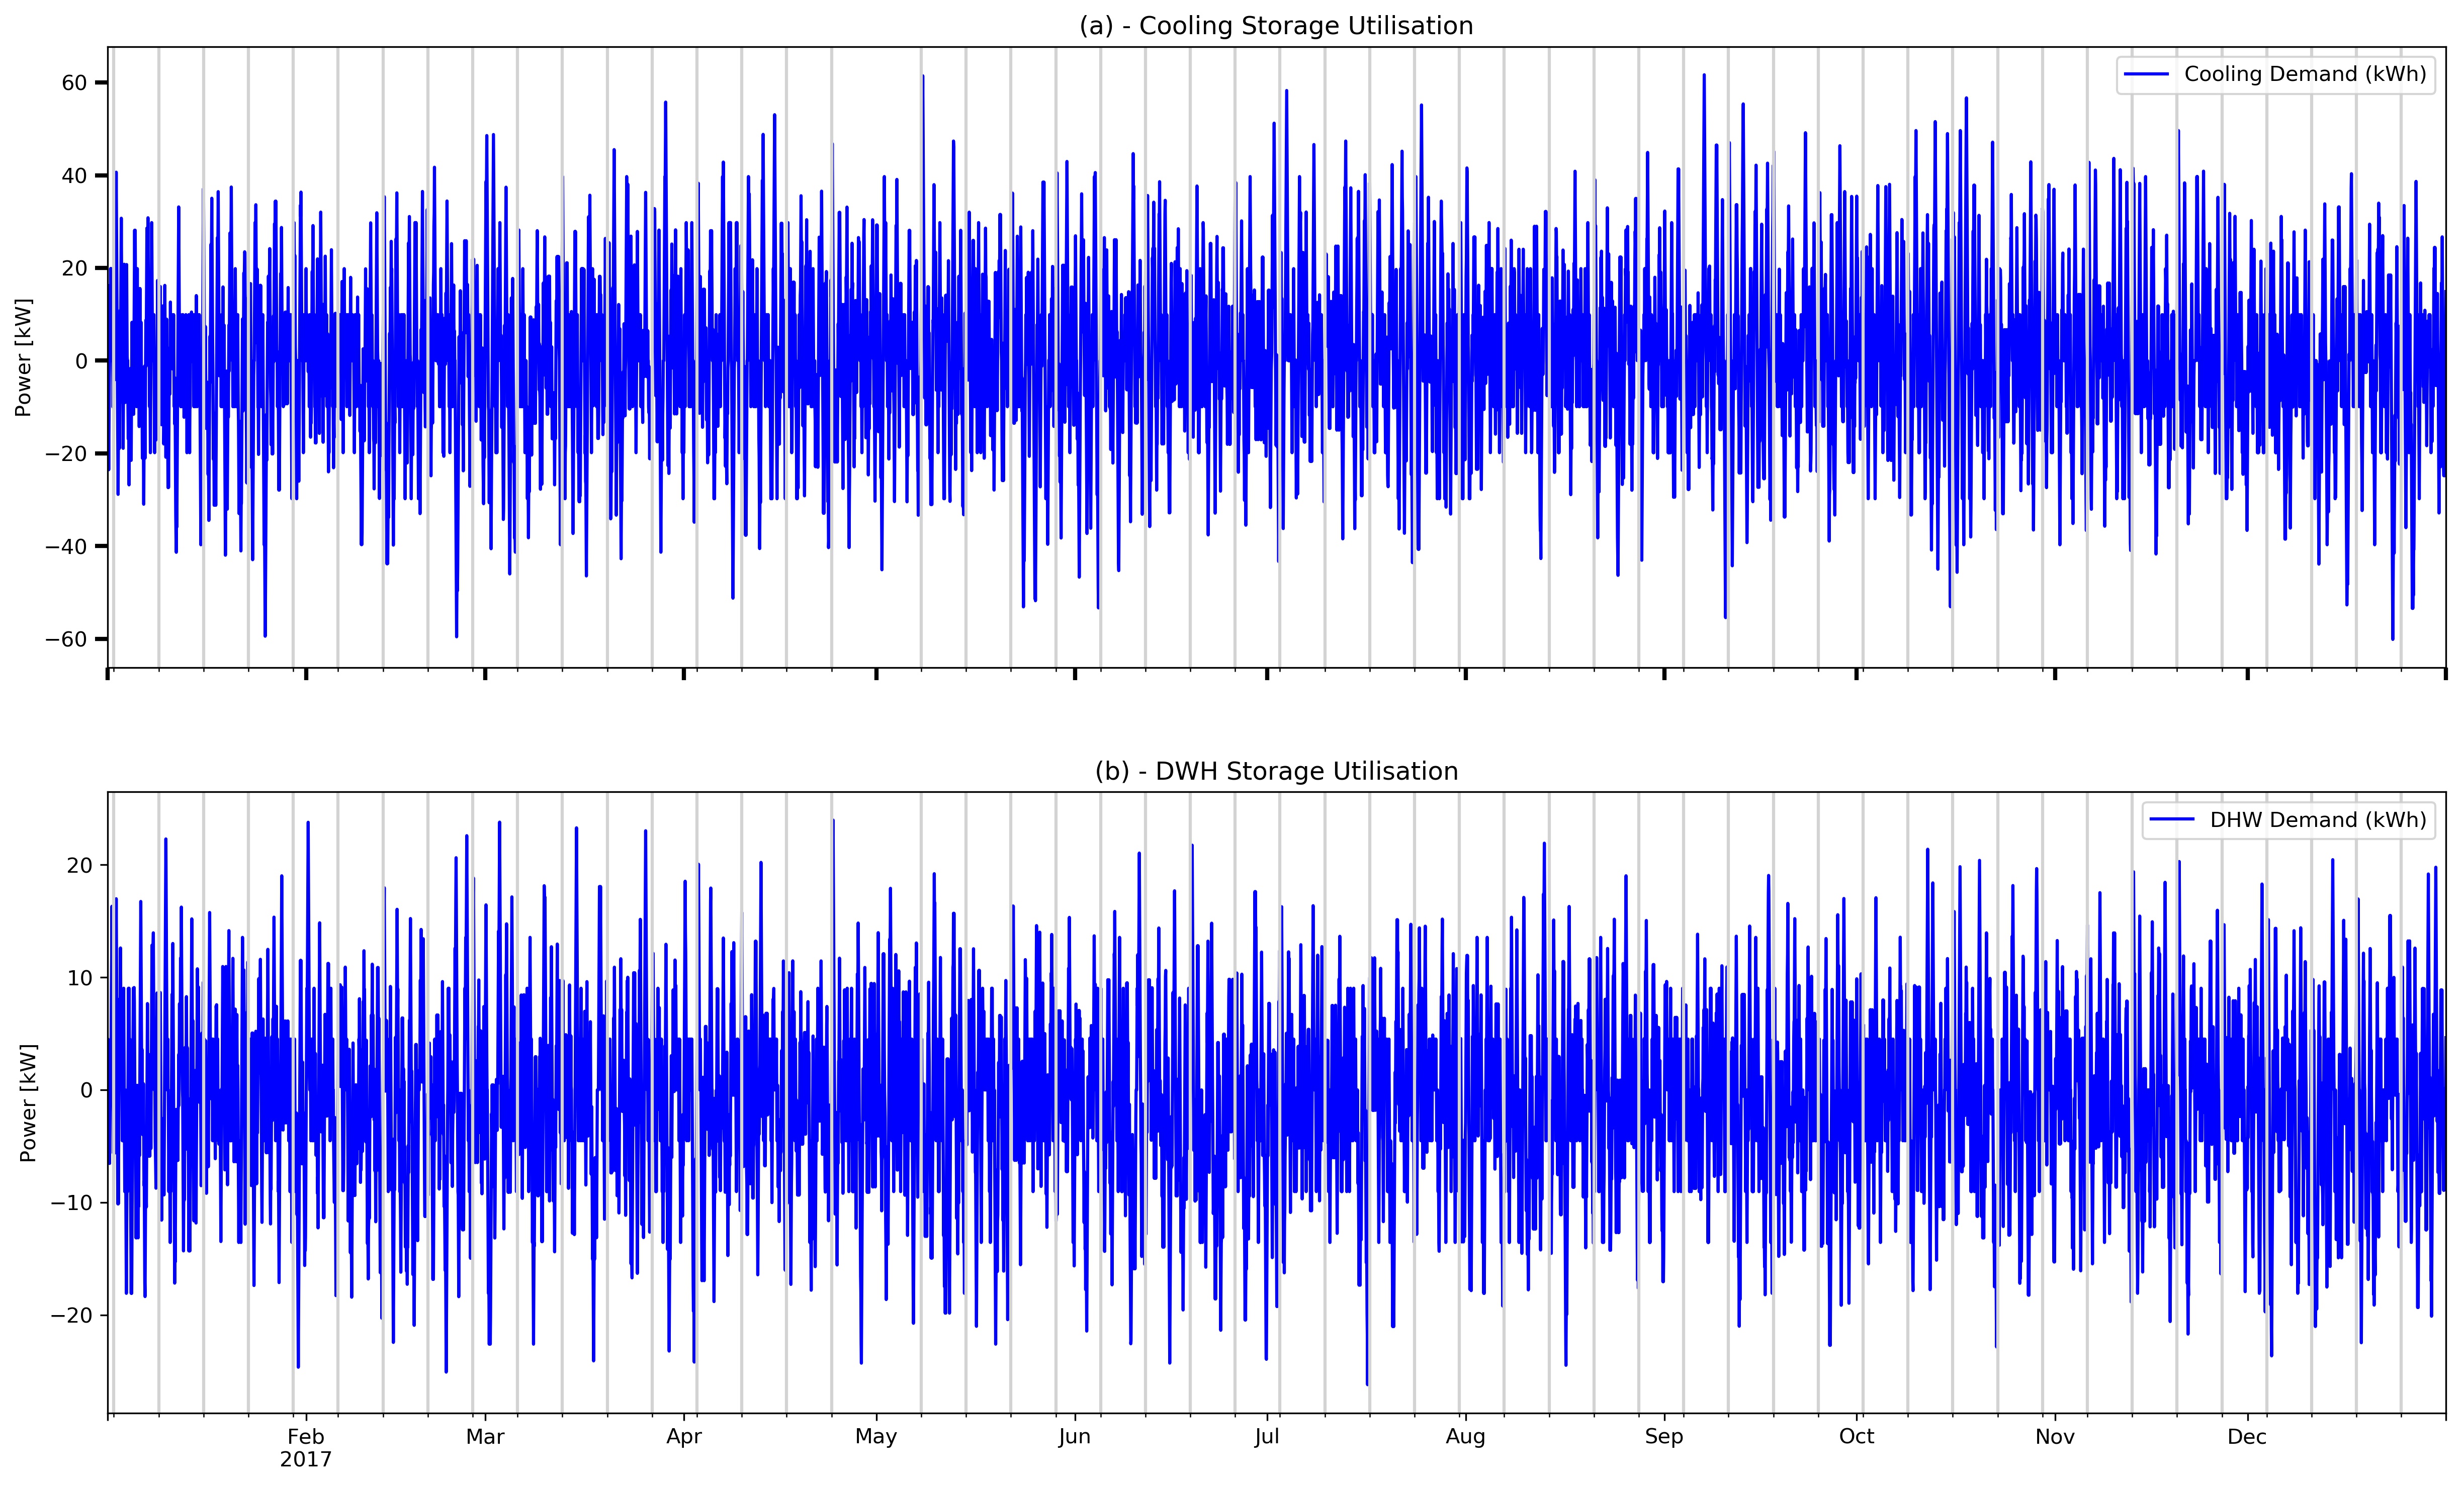 (a) - Cooling Storage Utilisation
Cooling Demand (kWh)
60
40
20
0
−20
−40
−60
Power [kW]
(b) - DWH Storage Utilisation
DHW Demand (kWh)
20
10
0
−10
−20
Power [kW]
Feb Mar Apr May Jun Jul Aug Sep Oct Nov Dec
2017